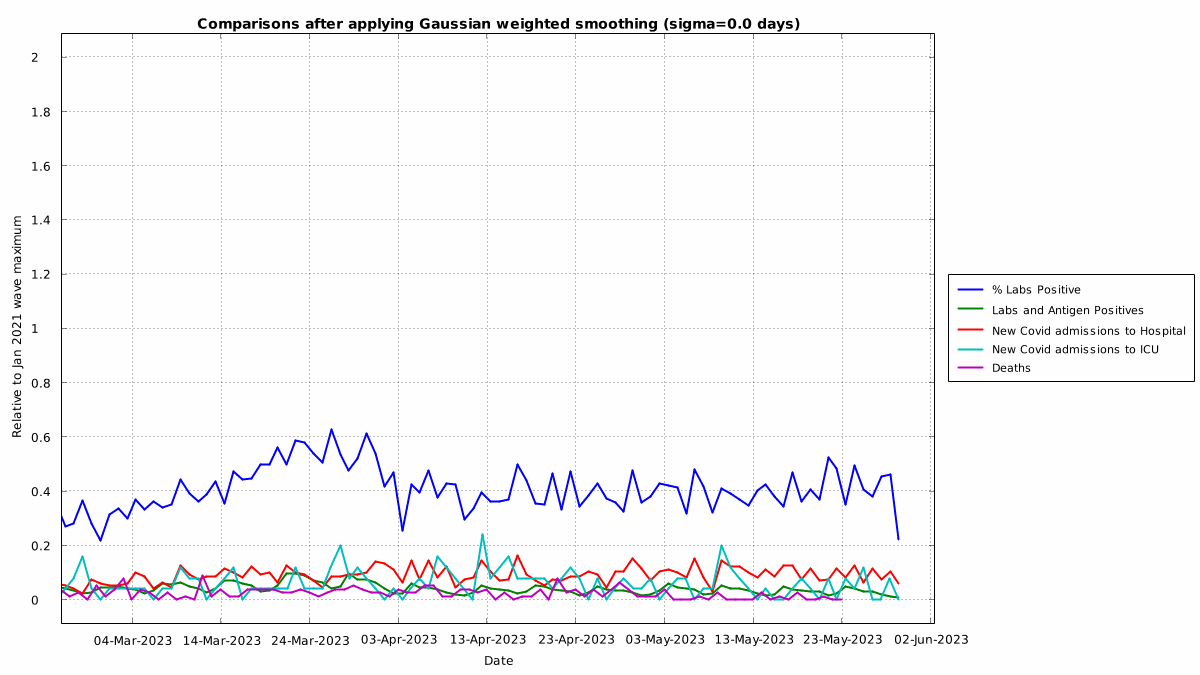 Comparisons after applying Gaussian weighted smoothing (sigma=0.0 days)
Relative to Jan 2021 wave maximum
2
1.8
1.6
1.4
1.2
1
0.8
0.6
0.4
0.2
0
04-Mar-2023 14-Mar-2023 24-Mar-2023 03-Apr-2023 13-Apr-2023 23-Apr-2023 03-May-2023 13-May-2023 23-May-2023 02-Jun-2023
Date
% Labs Positive
Labs and Antigen Positives
New Covid admissions to Hospital
New Covid admissions to ICU
Deaths